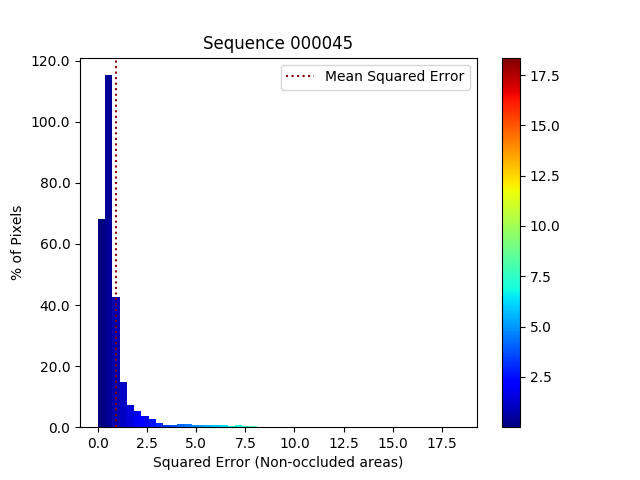 Sequence 000045
Mean Squared Error
% of Pixels
120.0
100.0
80.0
60.0
40.0
20.0
0.0
0.0 2.5 5.0 7.5 10.0 12.5 15.0 17.5
Squared Error (Non-occluded areas)
17.5
15.0
12.5
10.0
7.5
5.0
2.5